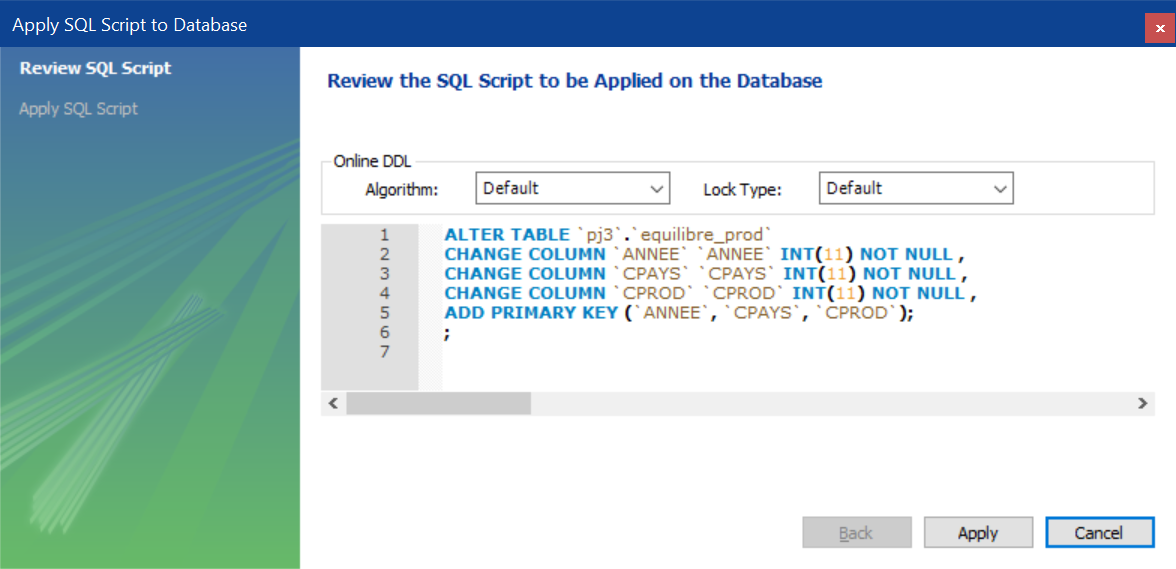 Apply SQL Script to Database
Review SQL Script
Apply SQL Script
Review the SQL Script to be Applied on the Database
Online DDL
Algorithm: Default Lock Type: Default
1 ALTER TABLE `pj3`.`equilibre_prod`
2 CHANGE COLUMN `ANNEE` `ANNEE` INT(11) NOT NULL ,
3 CHANGE COLUMN `CPAYS` `CPAYS` INT(11) NOT NULL ,
4 CHANGE COLUMN `CPROD` `CPROD` INT(11) NOT NULL ,
5 ADD PRIMARY KEY (`ANNEE`, `CPAYS`, `CPROD`);
6 ;
7
Back Apply Cancel